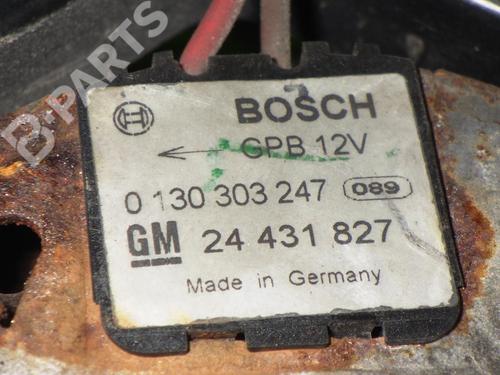 B-PARTS
BOSCH
GPB 12V
0 130 303 247 089
GM 24 431 827
Made in Germany